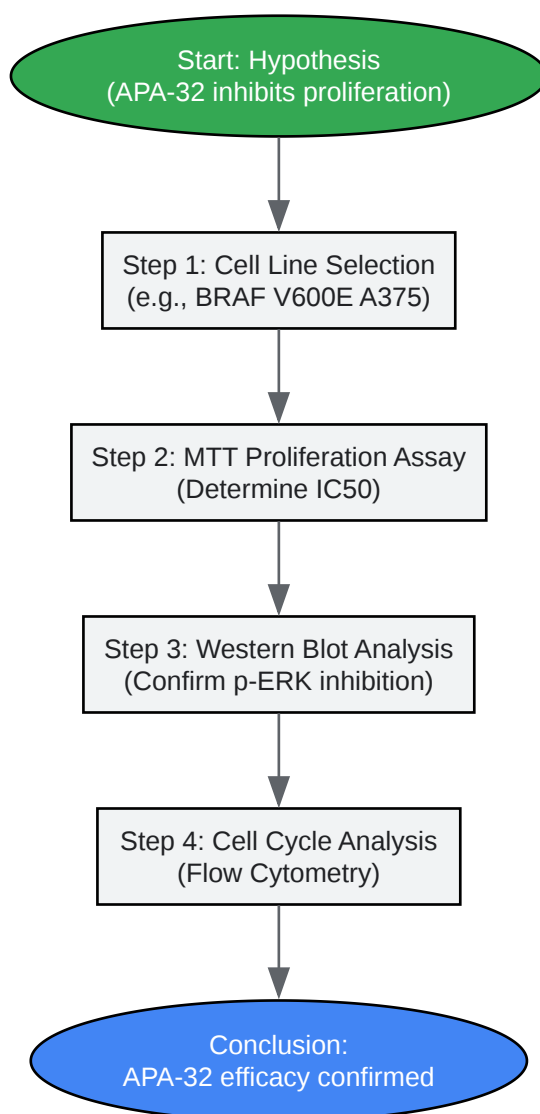 Start: Hypothesis
(APA-32 inhibits proliferation)
Step 1: Cell Line Selection
(e.g., BRAF V600E A375)
Step 2: MTT Proliferation Assay
(Determine IC50)
Step 3: Western Blot Analysis
(Confirm p-ERK inhibition)
Step 4: Cell Cycle Analysis
(Flow Cytometry)
Conclusion:
APA-32 efficacy confirmed